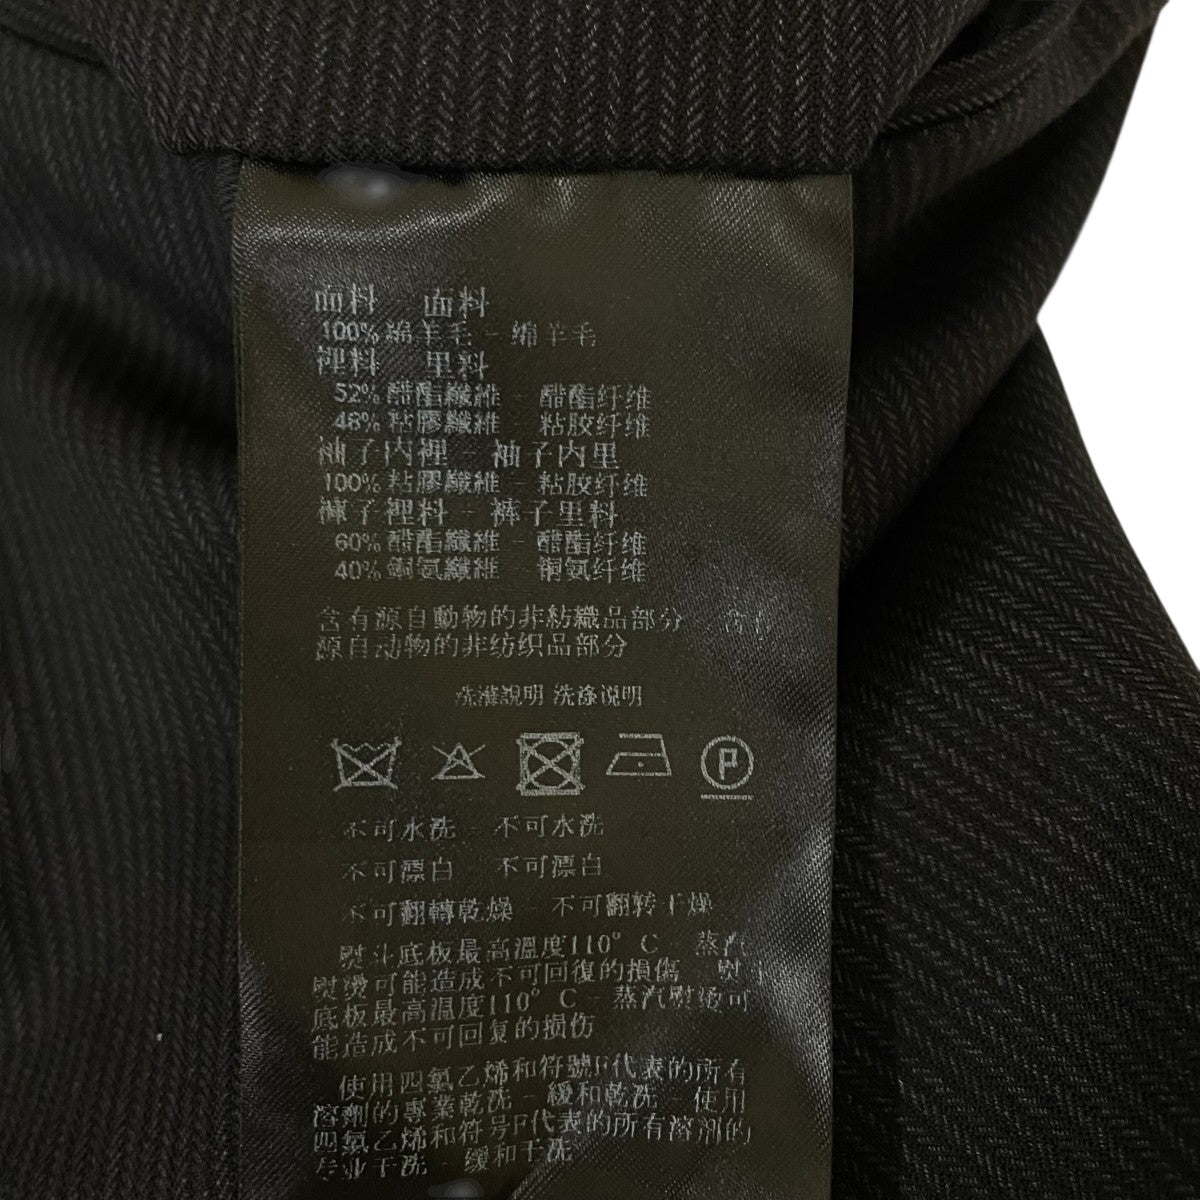 面料 面料
100% 綿羊毛 - 绵羊毛
裡料 里料
52% 醋酯纖維 - 醋酯纤维
48% 粘膠纖維 - 粘胶纤维
袖子內裡 - 袖子内里
100% 粘膠纖維 - 粘胶纤维
褲子裡料 - 裤子里料
60% 醋酯纖維 - 醋酯纤维
40% 銅氨纖維 - 铜氨纤维
含有源自動物的非紡織品部分 含有
源自动物的非纺织品部分
洗滌說明 洗涤说明
P
不可水洗 - 不可水洗
不可漂白 不可漂白
不可翻轉乾燥 - 不可翻转干燥
熨斗底板最高溫度110° C - 蒸汽
熨燙可能造成不可回復的損傷 熨斗
底板最高温度110° C - 蒸汽熨烫可
能造成不可回复的损伤
使用四氯乙烯和符號F代表的所有
溶劑的專業乾洗 - 緩和乾洗 - 使用
四氯乙烯和符号F代表的所有溶剂的
专业干洗 - 缓和干洗